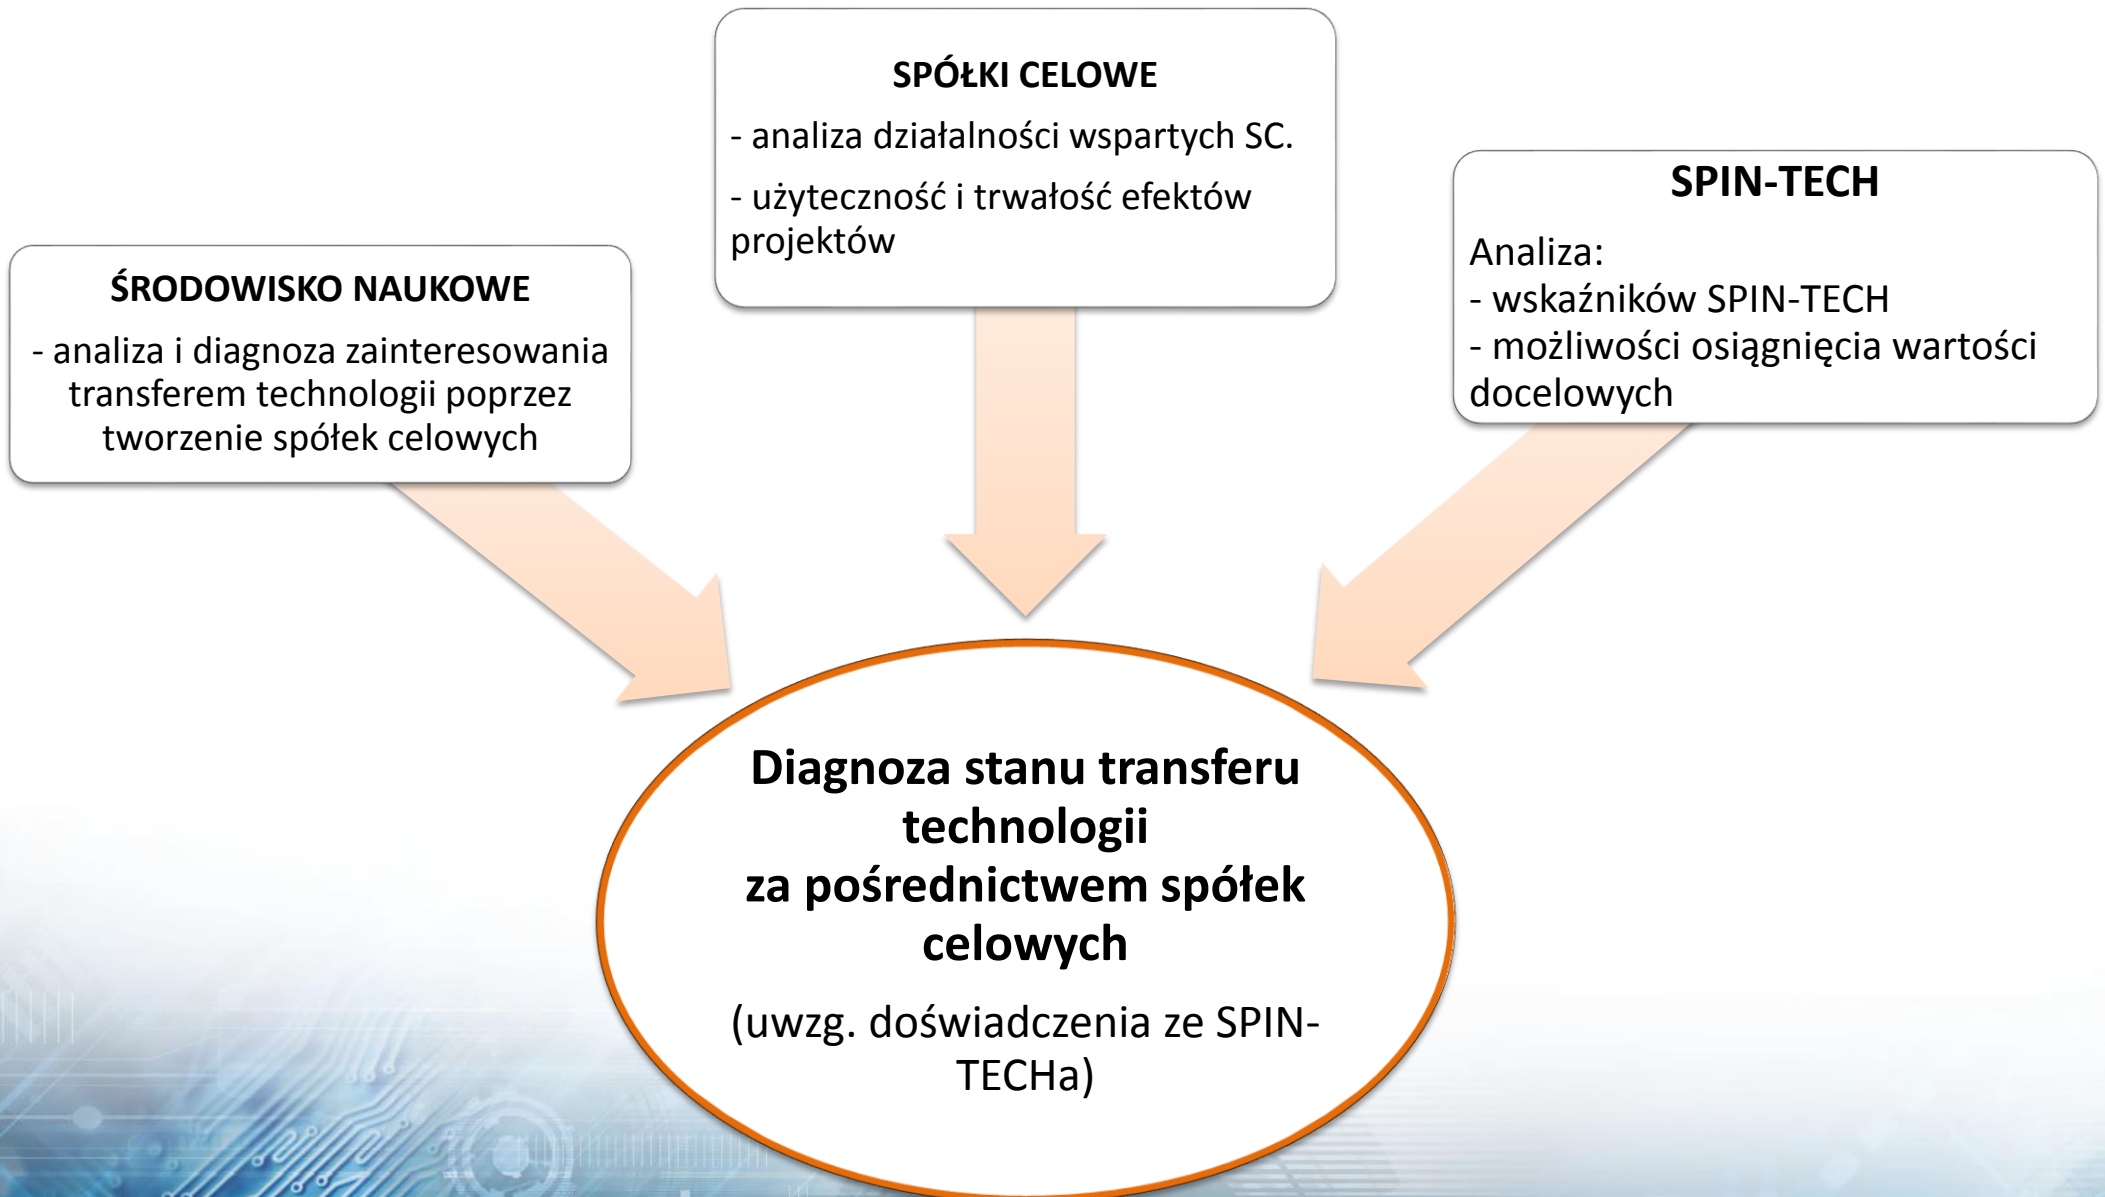 SPÓŁKI CELOWE
- analiza działalności wspartych SC.
- użyteczność i trwałość efektów
projektów
SPIN-TECH
Analiza:
- wskaźników SPIN-TECH
- możliwości osiągnięcia wartości
docelowych
ŚRODOWISKO NAUKOWE
- analiza i diagnoza zainteresowania
transferem technologii poprzez
tworzenie spółek celowych
Diagnoza stanu transferu
technologii
za pośrednictwem spółek
celowych
(uwzg. doświadczenia ze SPIN-
TECHa)